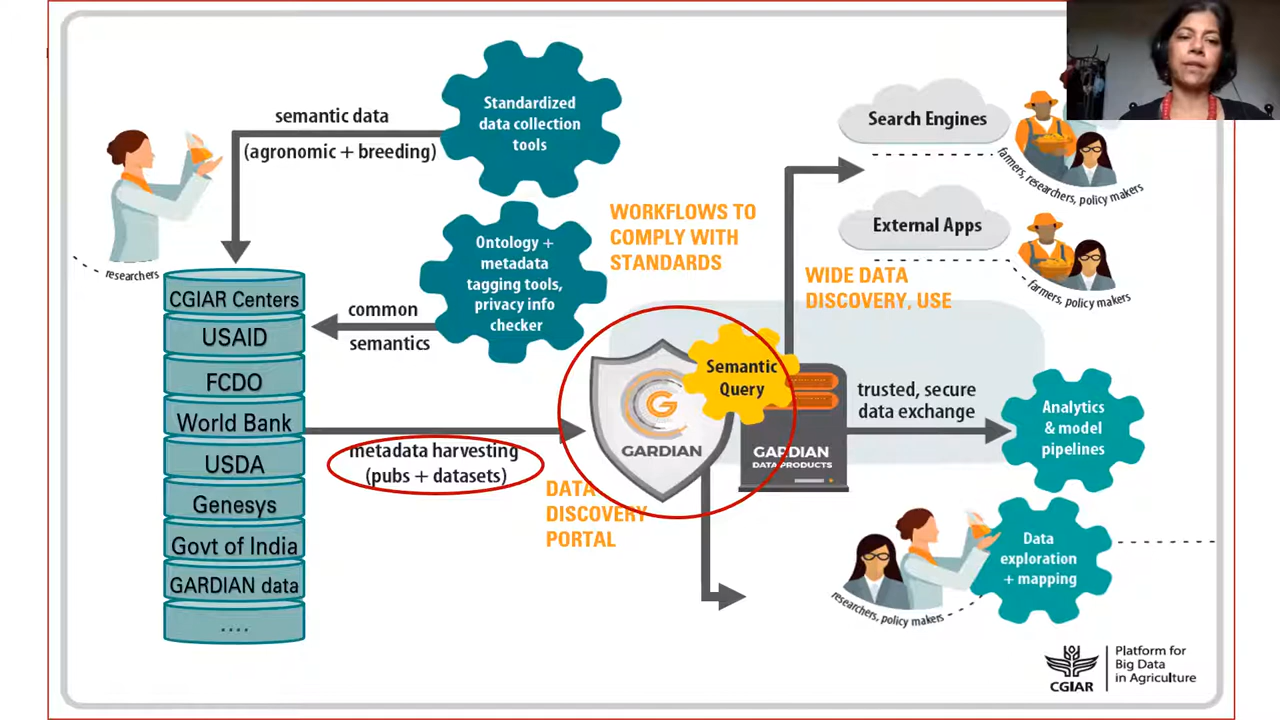 semantic data
(agronomic + breeding)
Standardized
data collection
tools
researchers
Ontology +
metadata
tagging tools,
privacy info
checker
common
semantics
CGIAR Centers
USAID
FCDO
World Bank
USDA
Genesys
Govt of India
GARDIAN data
....
metadata harvesting
(pubs + datasets)
WORKFLOWS TO
COMPLY WITH
STANDARDS
DATA
DISCOVERY
PORTAL
G
GARDIAN
Semantic
Query
GARDIAN
DATA PRODUCTS
WIDE DATA
DISCOVERY, USE
Search Engines
farmers, researchers, policy makers
External Apps
farmers, policy makers
trusted, secure
data exchange
Analytics
& model
pipelines
Data
exploration
+ mapping
researchers, policy makers
CGIAR
Platform for
Big Data
in Agriculture